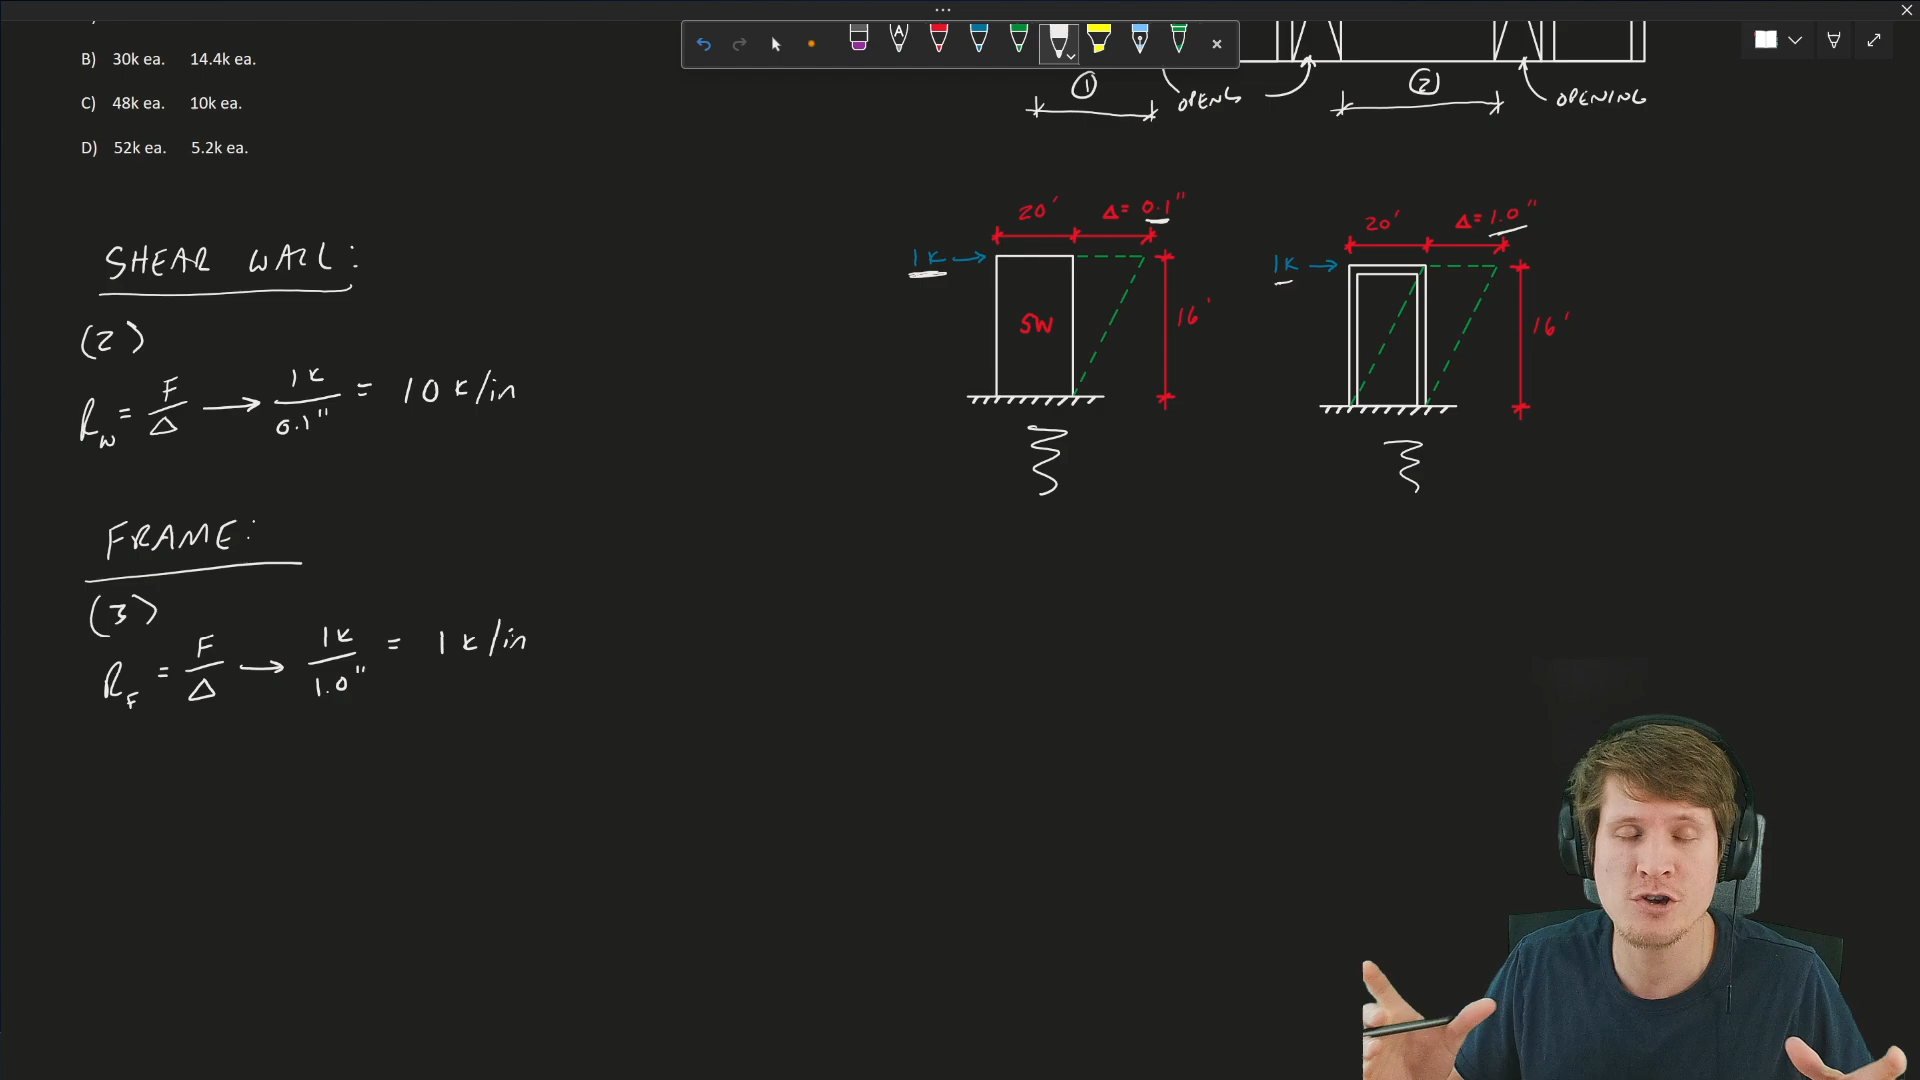 B) 30k ea. 14.4k ea.
C) 48k ea. 10k ea.
D) 52k ea. 5.2k ea.
① OPENG ② OPENING
SHEAR WALL:
(2)
R_W = F/Δ → 1K/0.1" = 10 K/in
FRAME:
(3)
R_F = F/Δ → 1K/1.0" = 1 K/in
20' Δ= 0.1"
1K →
SW
16'
20' Δ= 1.0"
1K →
16'